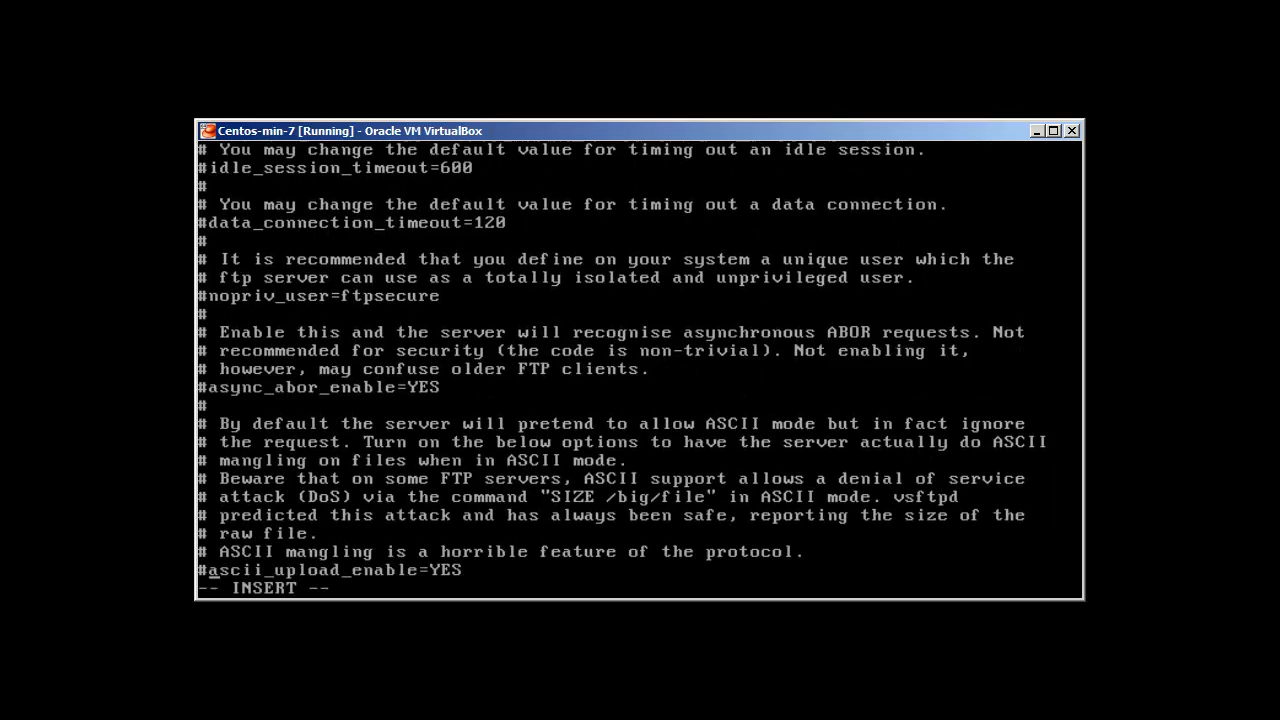 Centos-min-7 [Running] - Oracle VM VirtualBox
# You may change the default value for timing out an idle session.
#idle_session_timeout=600
#
# You may change the default value for timing out a data connection.
#data_connection_timeout=120
#
# It is recommended that you define on your system a unique user which the
# ftp server can use as a totally isolated and unprivileged user.
#nopriv_user=ftpsecure
#
# Enable this and the server will recognise asynchronous ABOR requests. Not
# recommended for security (the code is non-trivial). Not enabling it,
# however, may confuse older FTP clients.
#async_abor_enable=YES
#
# By default the server will pretend to allow ASCII mode but in fact ignore
# the request. Turn on the below options to have the server actually do ASCII
# mangling on files when in ASCII mode.
# Beware that on some FTP servers, ASCII support allows a denial of service
# attack (DoS) via the command "SIZE /big/file" in ASCII mode. vsftpd
# predicted this attack and has always been safe, reporting the size of the
# raw file.
# ASCII mangling is a horrible feature of the protocol.
#ascii_upload_enable=YES
-- INSERT --